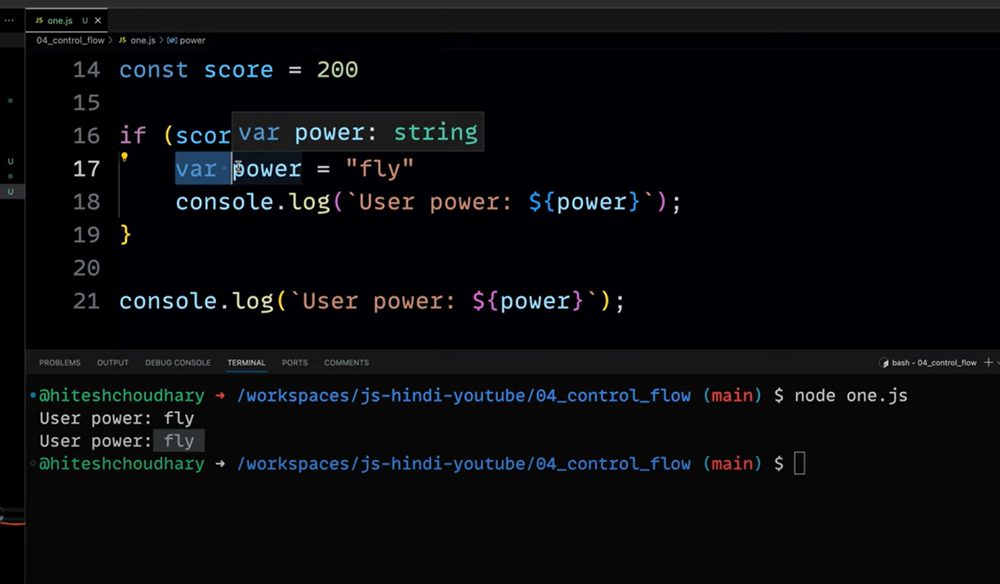 JS one.js U
04_control_flow > JS one.js > power
14 const score = 200
15
16 if (scor
var power: string
17 var power = "fly"
18 console.log(`User power: ${power}`);
19 }
20
21 console.log(`User power: ${power}`);
U
U
PROBLEMS OUTPUT DEBUG CONSOLE TERMINAL PORTS COMMENTS bash - 04_control_flow
@hiteshchoudhary → /workspaces/js-hindi-youtube/04_control_flow (main) $ node one.js
User power: fly
User power: fly
@hiteshchoudhary → /workspaces/js-hindi-youtube/04_control_flow (main) $